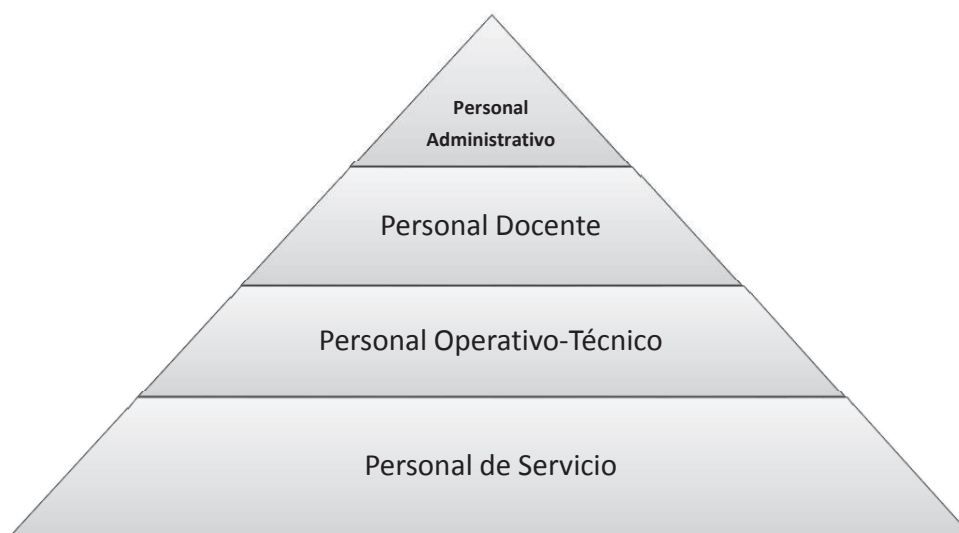 Personal
Administrativo
Personal Docente
Personal Operativo-Técnico
Personal de Servicio